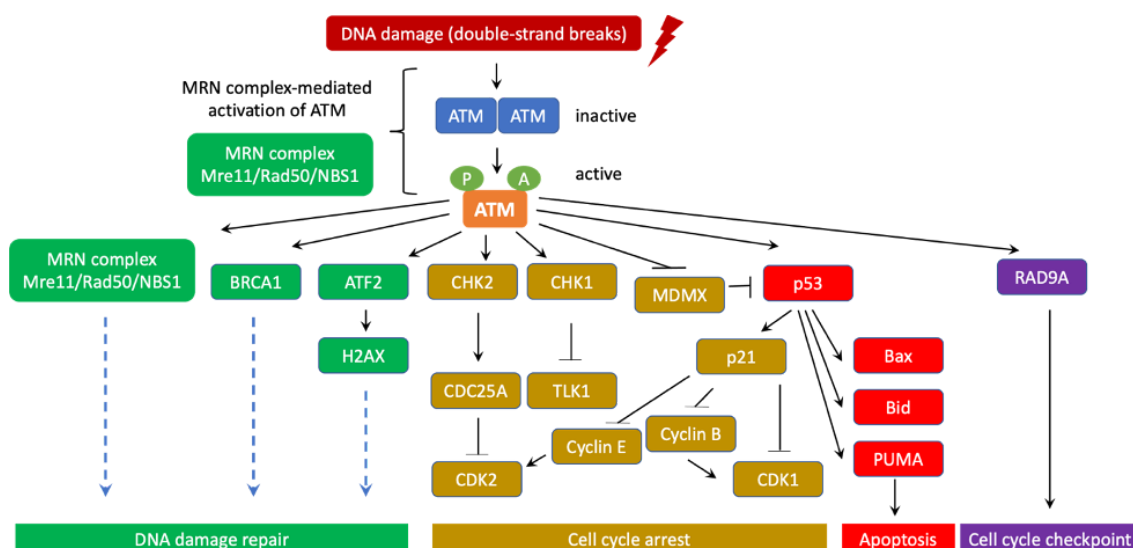 DNA damage (double-strand breaks)
MRN complex-mediated
activation of ATM
ATM ATM
inactive
MRN complex
Mre11/Rad50/NBS1
P A
active
ATM
MRN complex
Mre11/Rad50/NBS1
BRCA1
ATF2
CHK2
CHK1
MDMX
p53
RAD9A
H2AX
p21
Bax
CDC25A
TLK1
Bid
Cyclin E
Cyclin B
PUMA
CDK2
CDK1
DNA damage repair
Cell cycle arrest
Apoptosis
Cell cycle checkpoint